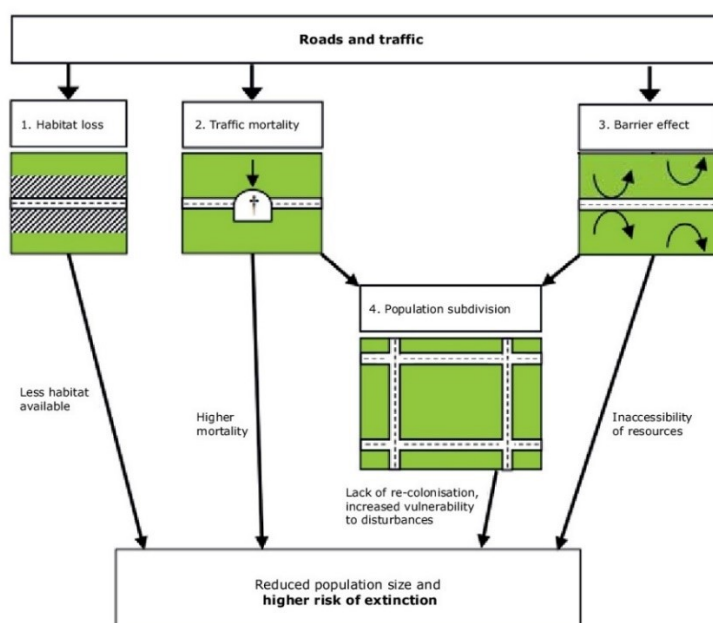 Roads and traffic
1. Habitat loss
2. Traffic mortality
3. Barrier effect
†
4. Population subdivision
Less habitat
available
Higher
mortality
Inaccessibility
of resources
Lack of re-colonisation,
increased vulnerability
to disturbances
Reduced population size and
higher risk of extinction